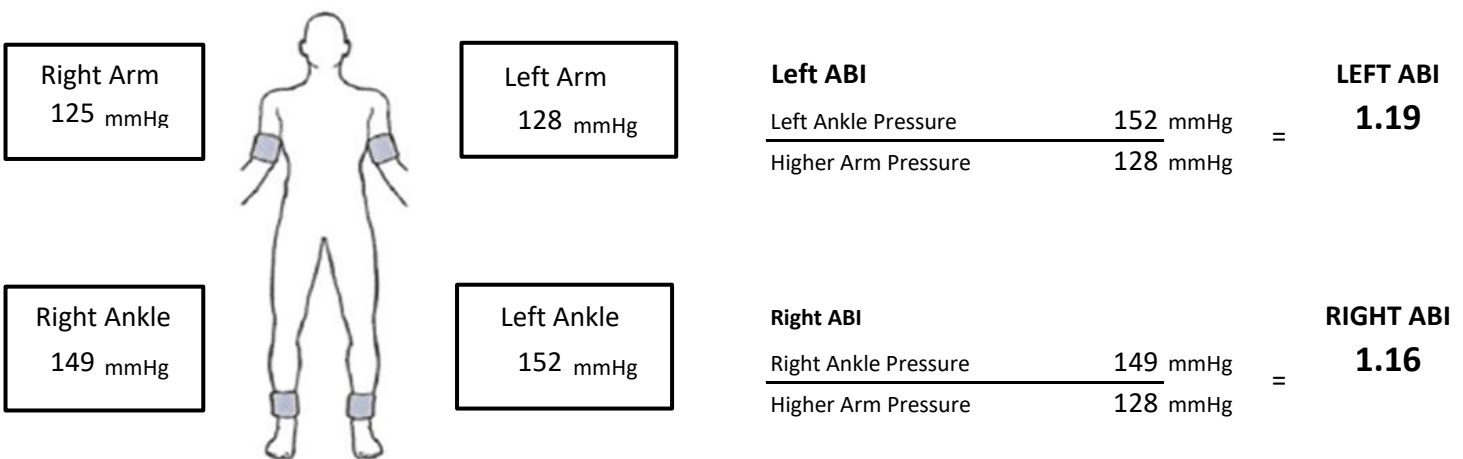 Right Arm
125 mmHg
Left Arm
128 mmHg
Left ABI
Left Ankle Pressure 152 mmHg
=
Higher Arm Pressure 128 mmHg
LEFT ABI
1.19
Right Ankle
149 mmHg
Left Ankle
152 mmHg
Right ABI
Right Ankle Pressure 149 mmHg
=
Higher Arm Pressure 128 mmHg
RIGHT ABI
1.16